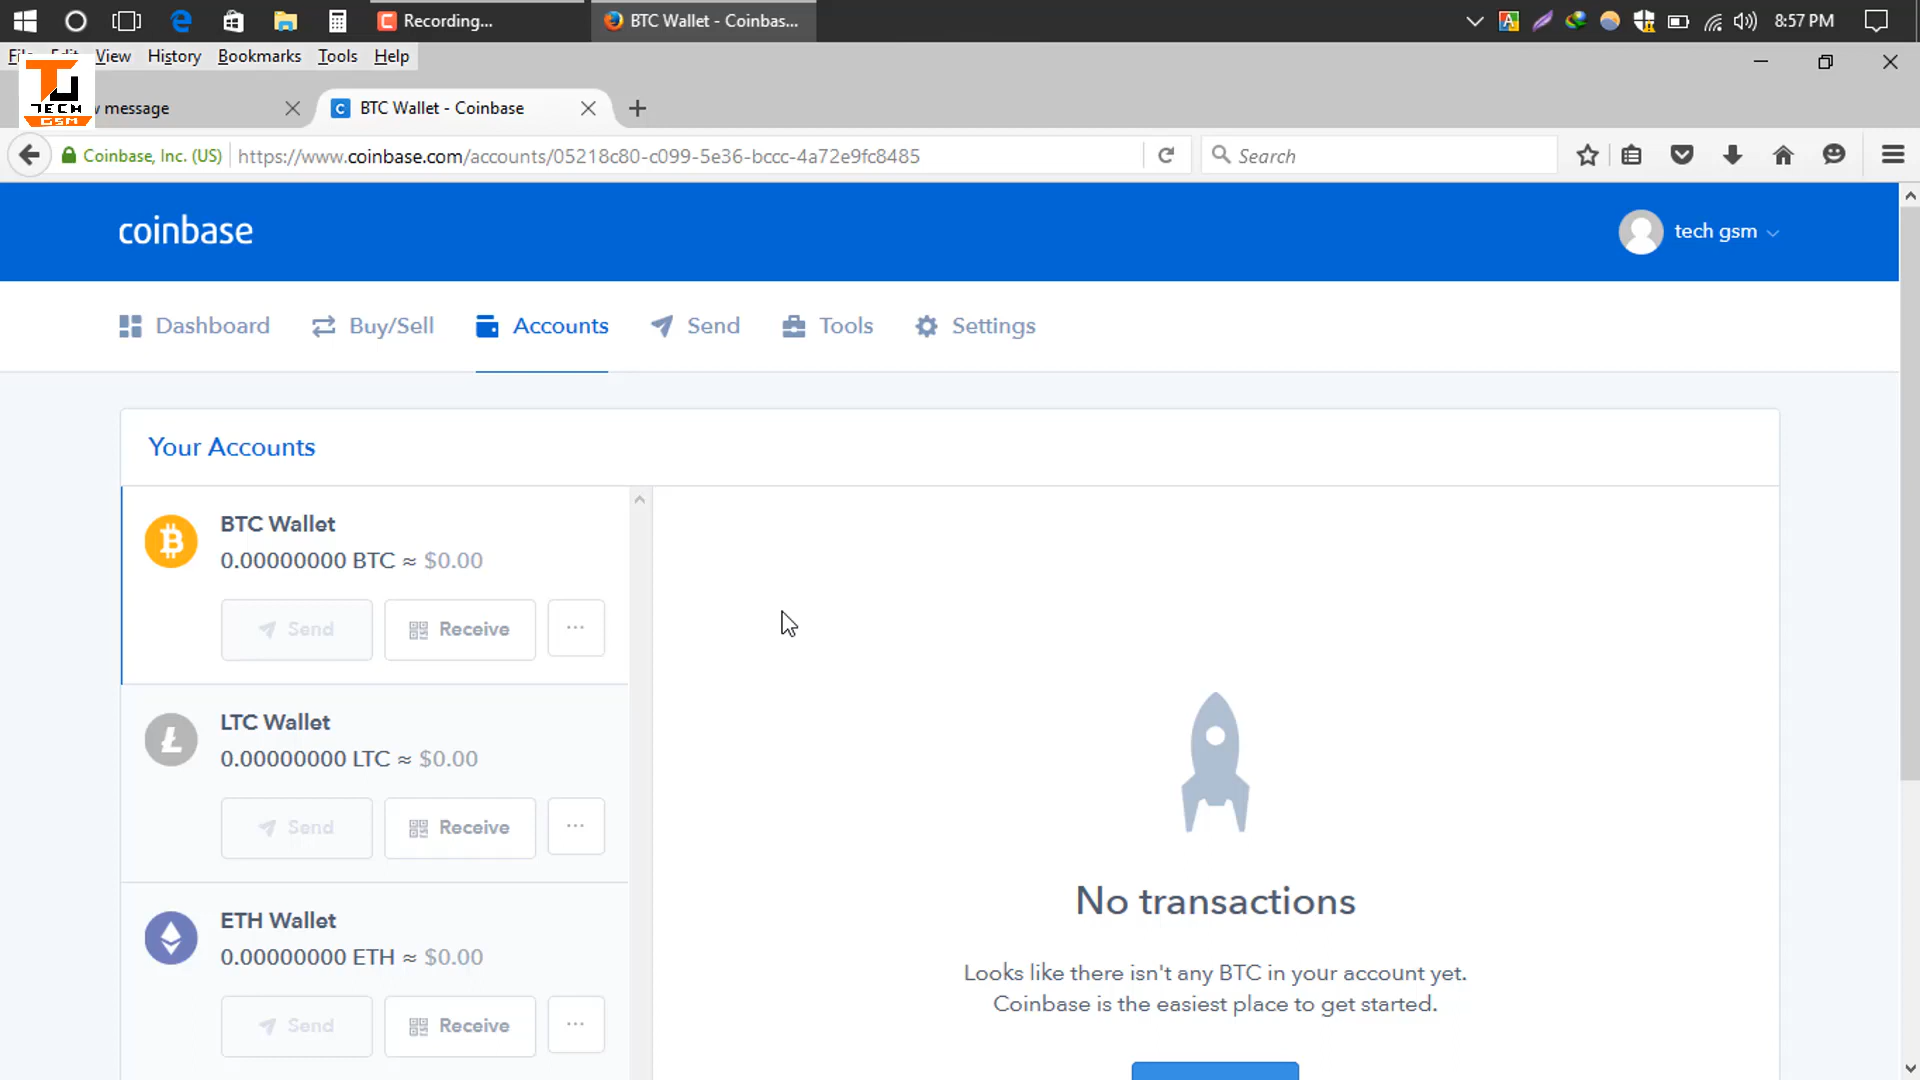 Recording...
BTC Wallet - Coinbas...
8:57 PM
View History Bookmarks Tools Help
TECH
GSM
message
BTC Wallet - Coinbase
Coinbase, Inc. (US)
https://www.coinbase.com/accounts/05218c80-c099-5e36-bccc-4a72e9fc8485
Search
coinbase
tech gsm
Dashboard
Buy/Sell
Accounts
Send
Tools
Settings
Your Accounts
BTC Wallet
0.00000000 BTC ≈ $0.00
Send
Receive
...
LTC Wallet
0.00000000 LTC ≈ $0.00
Send
Receive
...
ETH Wallet
0.00000000 ETH ≈ $0.00
Send
Receive
...
No transactions
Looks like there isn't any BTC in your account yet.
Coinbase is the easiest place to get started.